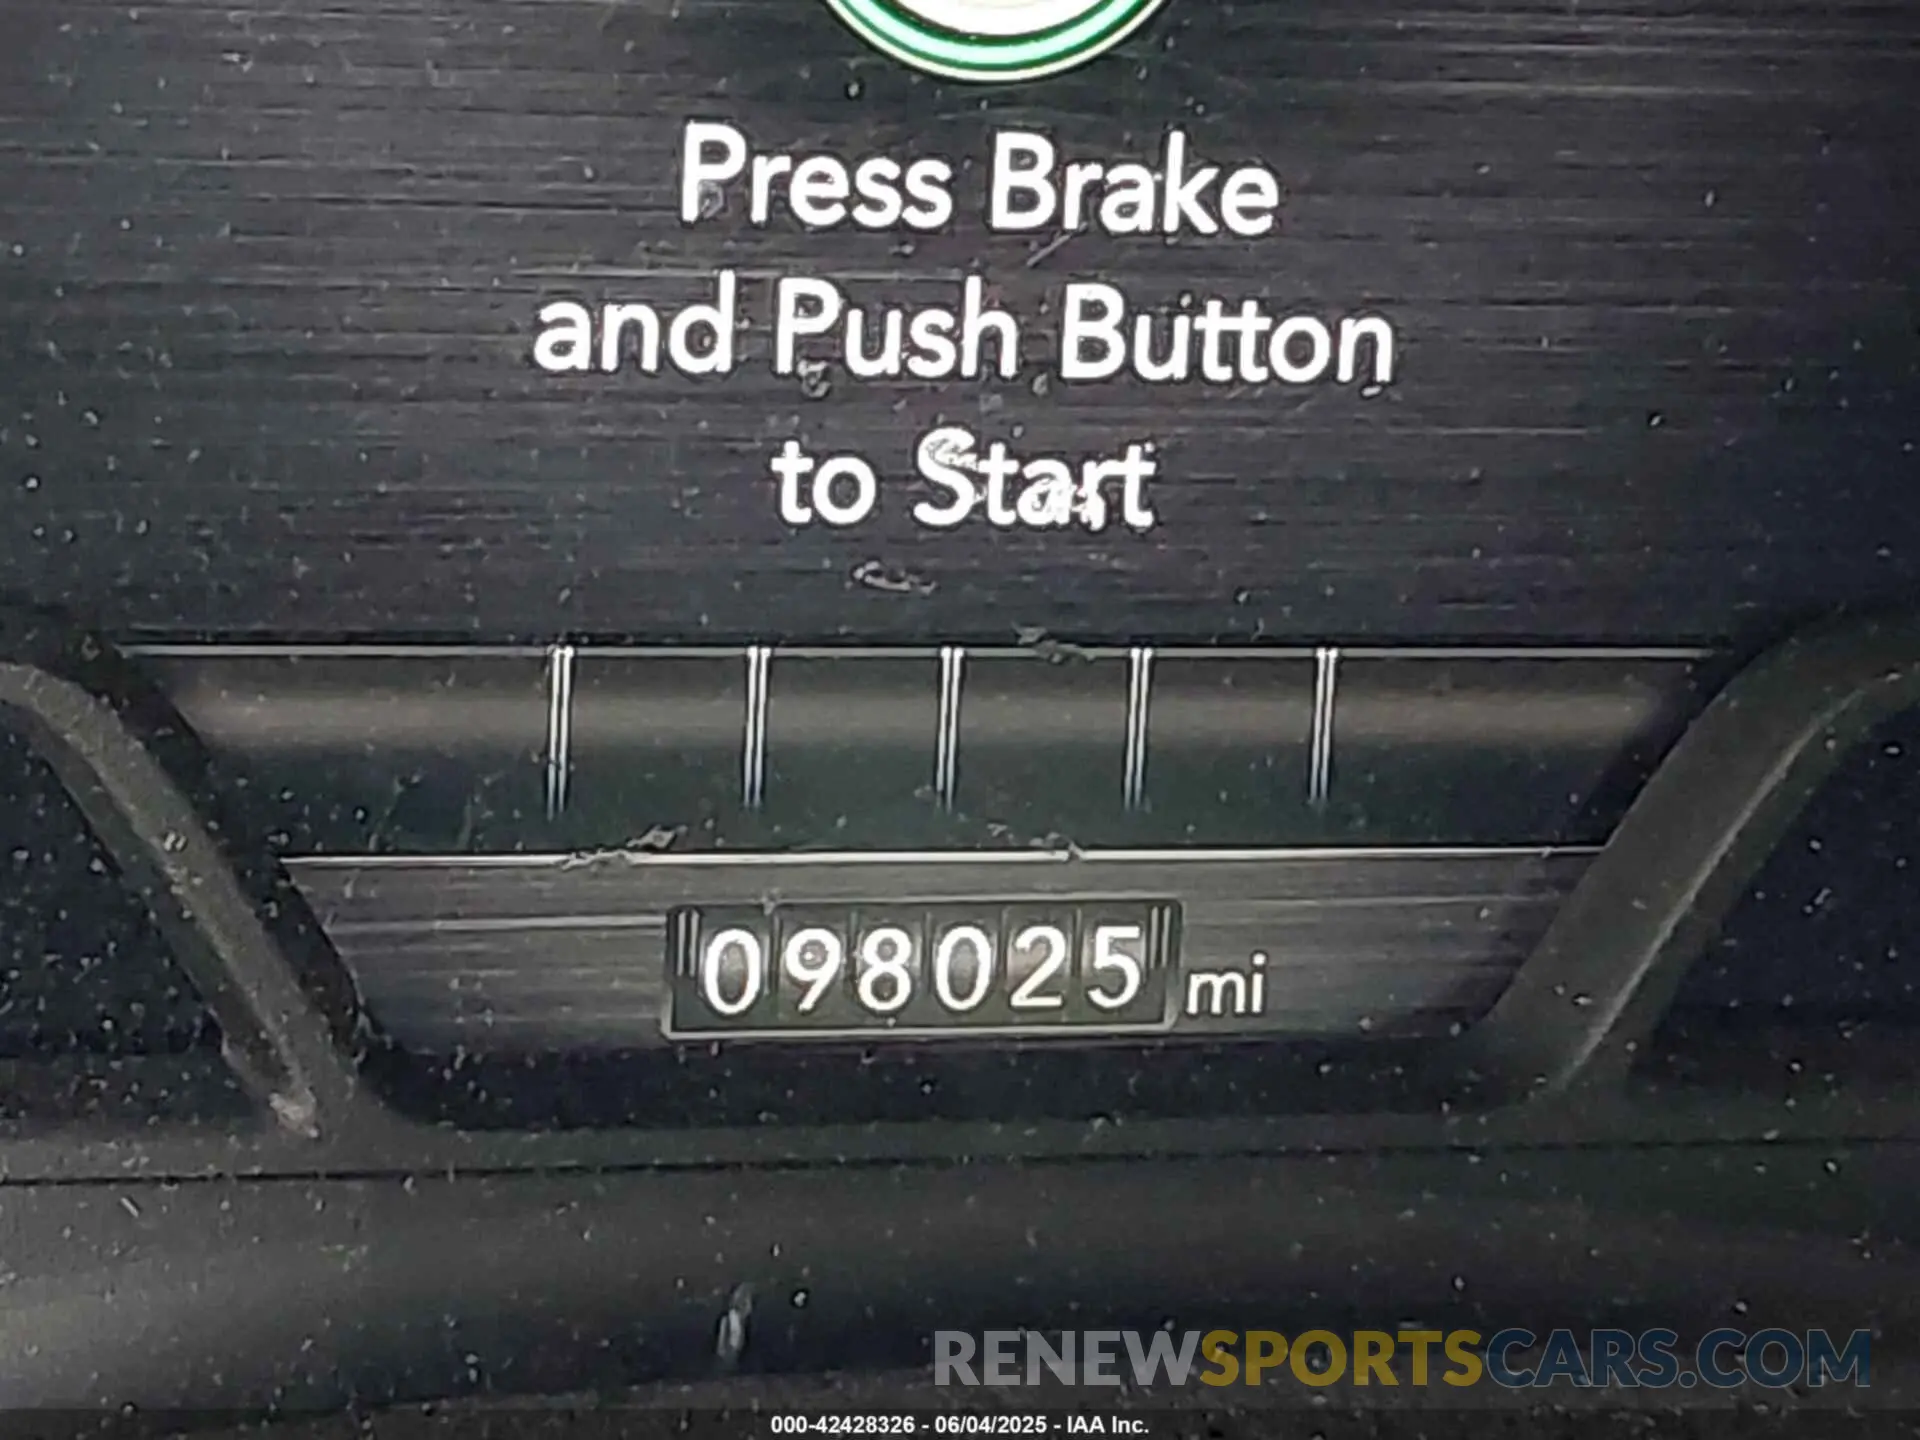 Press Brake
and Push Button
to Start
098025 mi
RENEWSPORTSCARS.COM
000-42428326 - 06/04/2025 - IAA Inc.